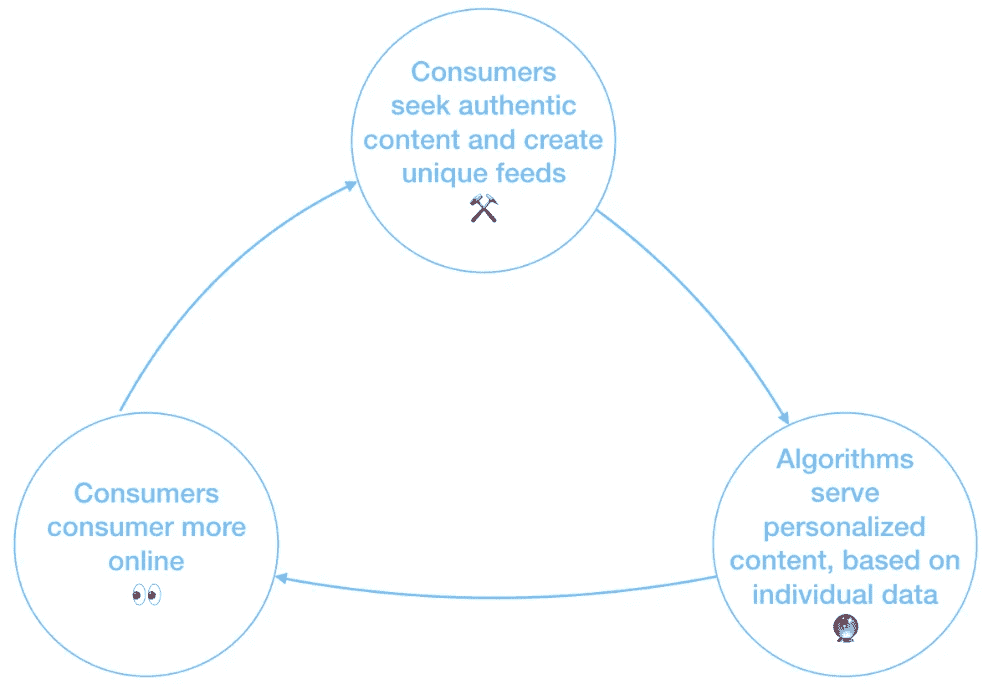 Consumers
seek authentic
content and create
unique feeds
Algorithms
serve
personalized
content, based on
individual data
Consumers
consumer more
online